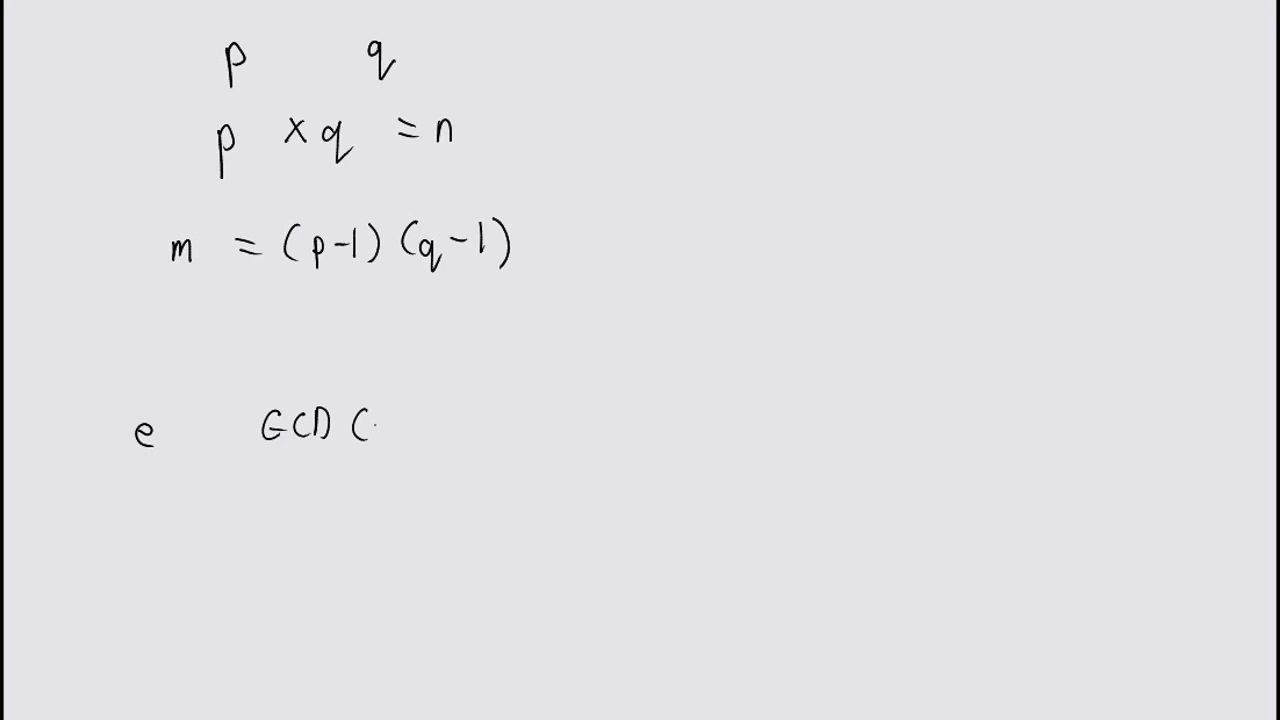 p q
p × q = n
m = (p-1) (q-1)
e GCD (